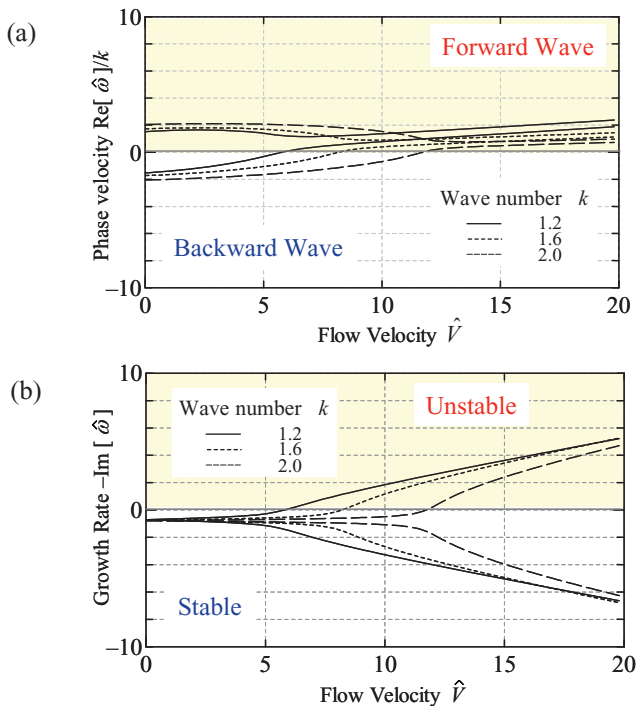 (a)
10
Forward Wave
Phase velocity Re[ ω̂ ]/k
0
Wave number k
1.2
1.6
2.0
Backward Wave
−10
0 5 10 15 20
Flow Velocity V̂
(b)
10
Wave number k
1.2
1.6
2.0
Unstable
Growth Rate −Im[ ω̂ ]
0
Stable
−10
0 5 10 15 20
Flow Velocity V̂